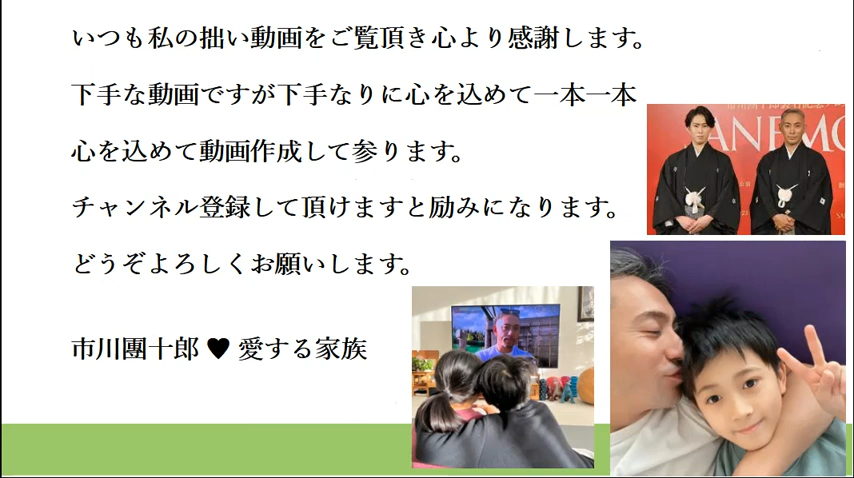 いつも私の拙い動画をご覧頂き心より感謝します。
下手な動画ですが下手なりに心を込めて一本一本
心を込めて動画作成して参ります。
チャンネル登録して頂けますと励みになります。
どうぞよろしくお願いします。
市川團十郎 ♥ 愛する家族